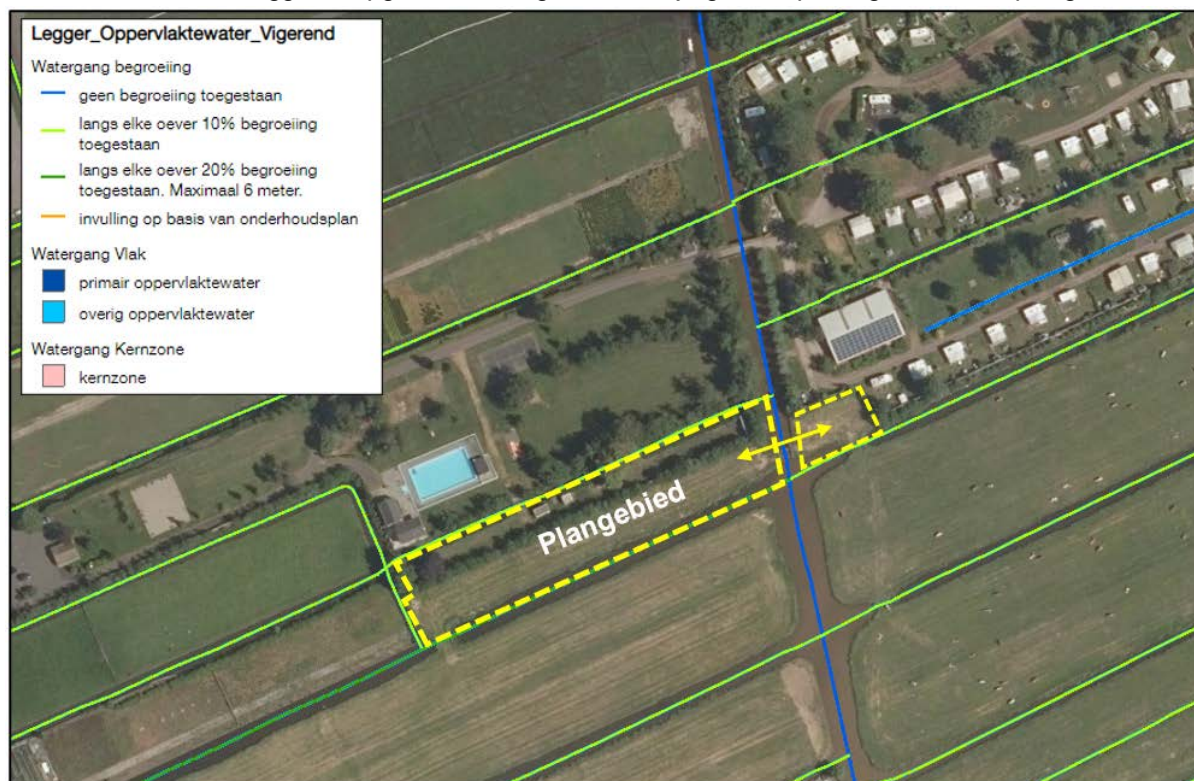 Legger_Oppervlaktewater_Vigerend
Watergang begroeiing
geen begroeiing toegestaan
langs elke oever 10% begroeiing
toegestaan
langs elke oever 20% begroeiing
toegestaan. Maximaal 6 meter.
invulling op basis van onderhoudsplan
Watergang Vlak
primair oppervlaktewater
overig oppervlaktewater
Watergang Kernzone
kernzone
Plangebied